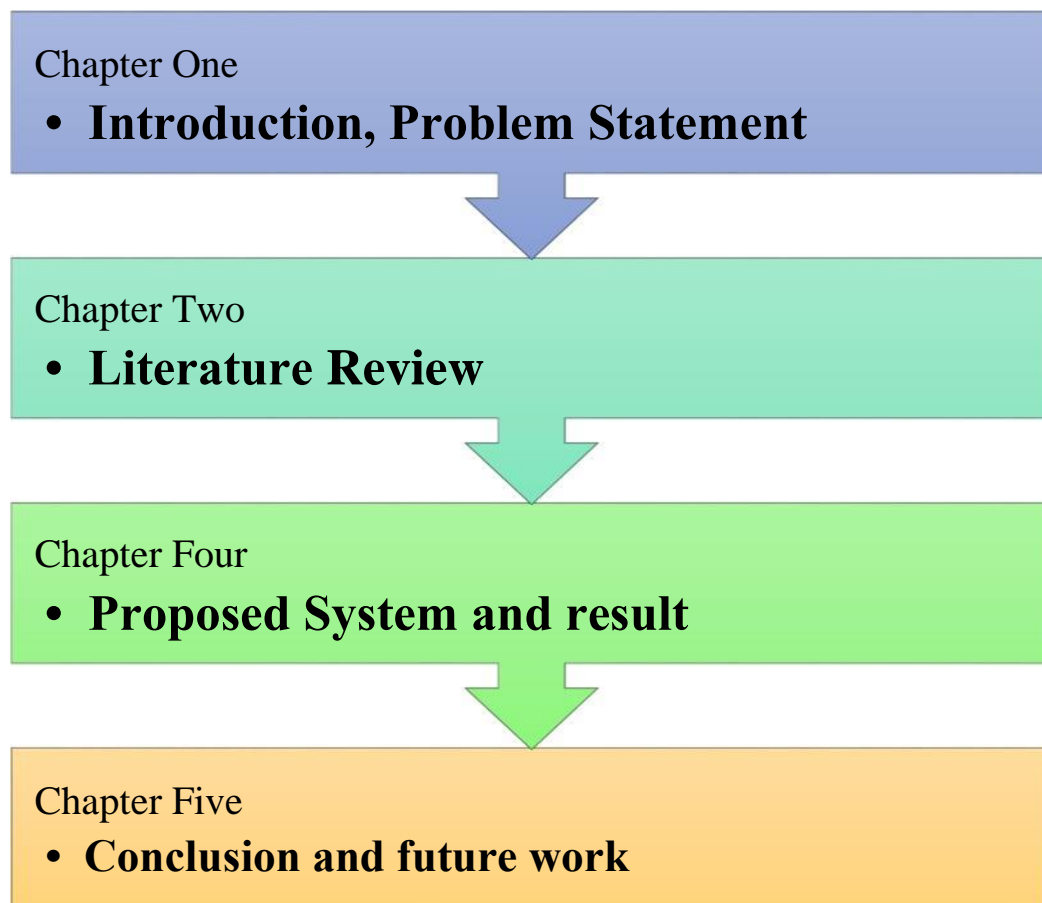 Chapter One
• Introduction, Problem Statement
Chapter Two
• Literature Review
Chapter Four
• Proposed System and result
Chapter Five
• Conclusion and future work